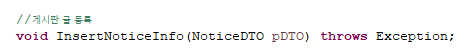 //게시판 글 등록
void InsertNoticeInfo(NoticeDTO pDTO) throws Exception;